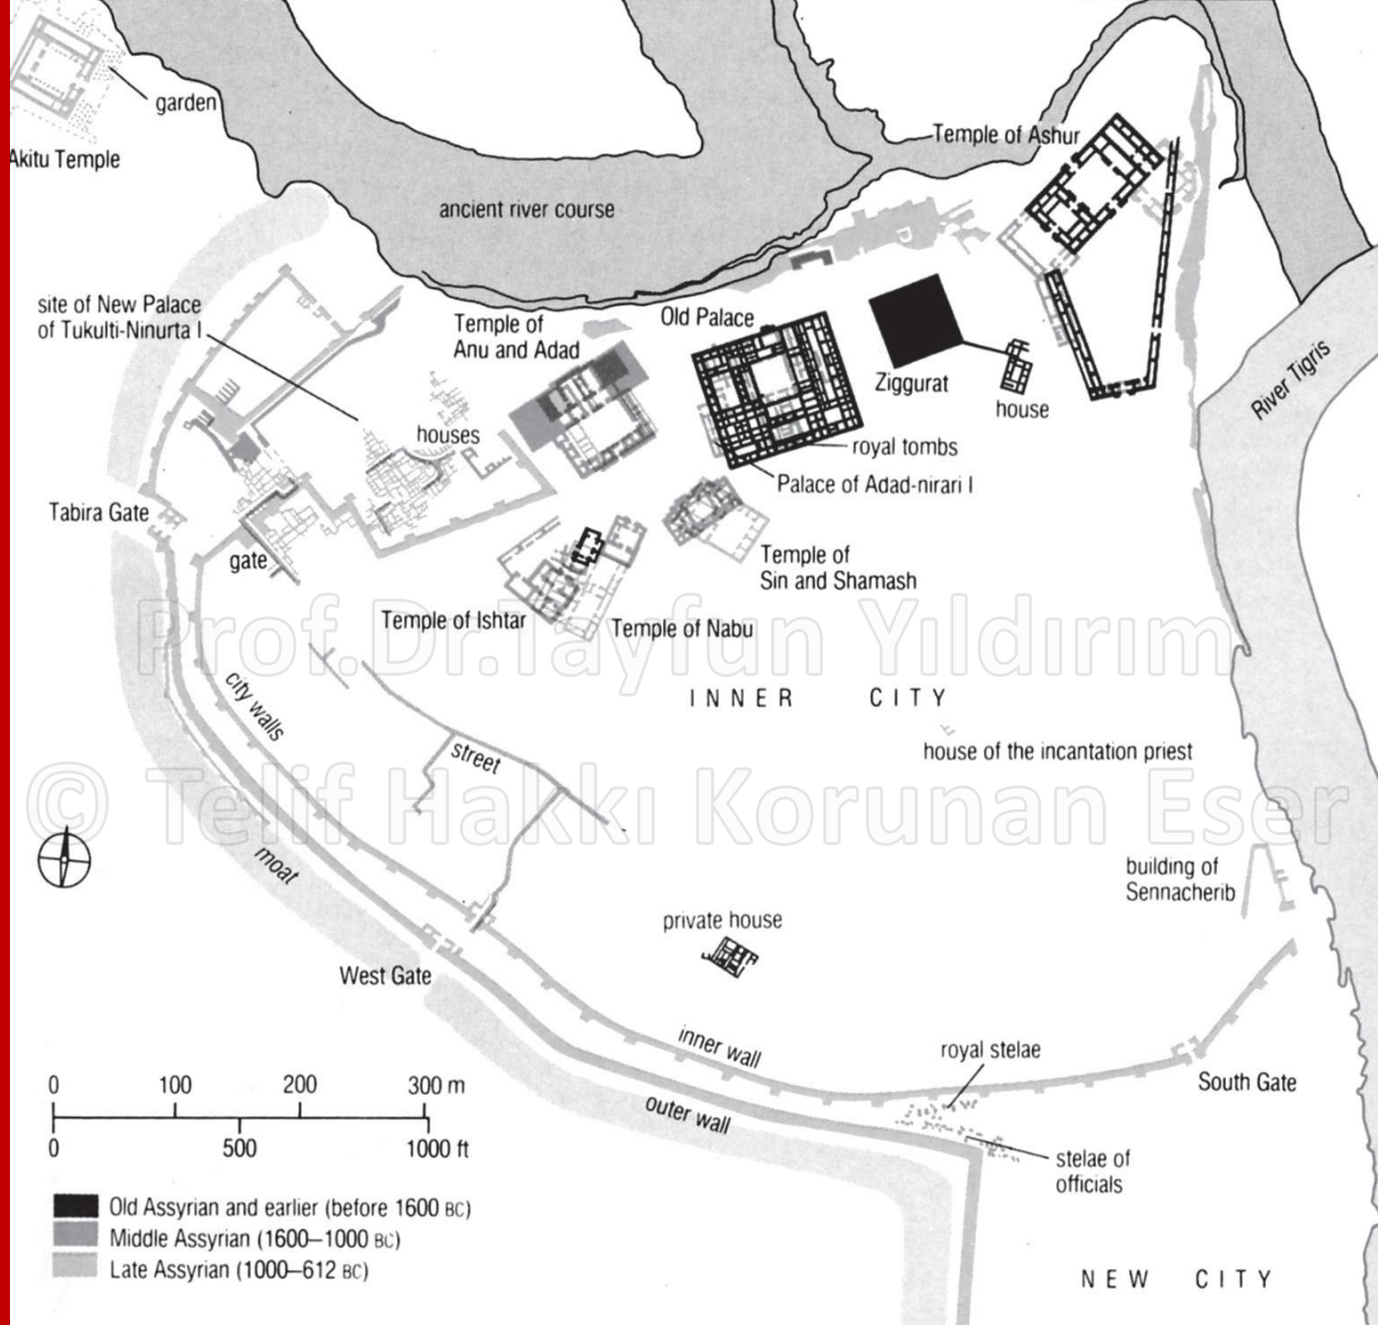 garden
Akitu Temple
ancient river course
Temple of Ashur
site of New Palace
of Tukulti-Ninurta I
Temple of
Anu and Adad
Old Palace
Ziggurat
house
River Tigris
houses
royal tombs
Palace of Adad-nirari I
Tabira Gate
gate
Temple of
Sin and Shamash
Temple of Ishtar
Temple of Nabu
Prof.Dr.Tayfun Yıldırım
INNER CITY
city walls
street
house of the incantation priest
© Telif Hakkı Korunan Eser
moat
building of
Sennacherib
private house
West Gate
inner wall
royal stelae
South Gate
outer wall
stelae of
officials
0 100 200 300 m
0 500 1000 ft
Old Assyrian and earlier (before 1600 BC)
Middle Assyrian (1600–1000 BC)
Late Assyrian (1000–612 BC)
NEW CITY